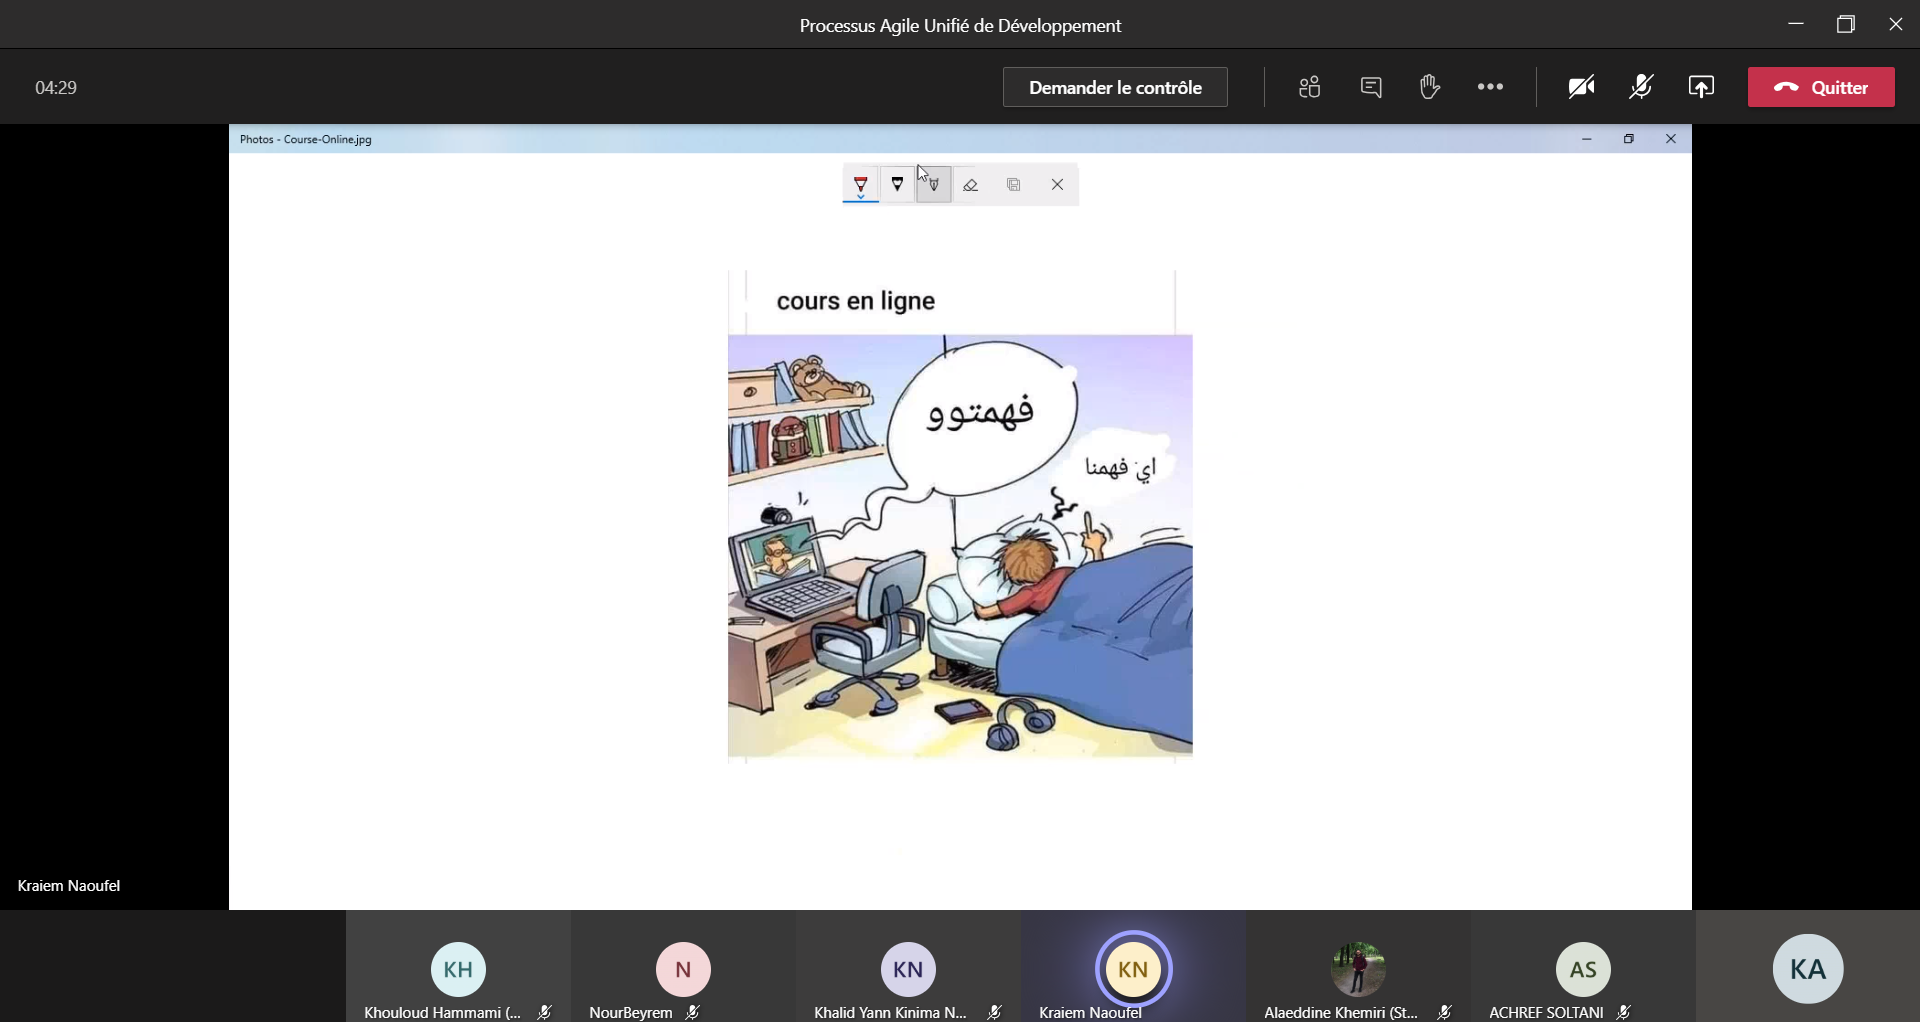 Processus Agile Unifié de Développement
04:29
Demander le contrôle
Quitter
Photos - Course-Online.jpg
cours en ligne
فهمتوو
اي فهمنا
Kraiem Naoufel
KH
N
KN
KN
AS
KA
Khouloud Hammami (...
NourBeyrem
Khalid Yann Kinima N...
Kraiem Naoufel
Alaeddine Khemiri (St...
ACHREF SOLTANI